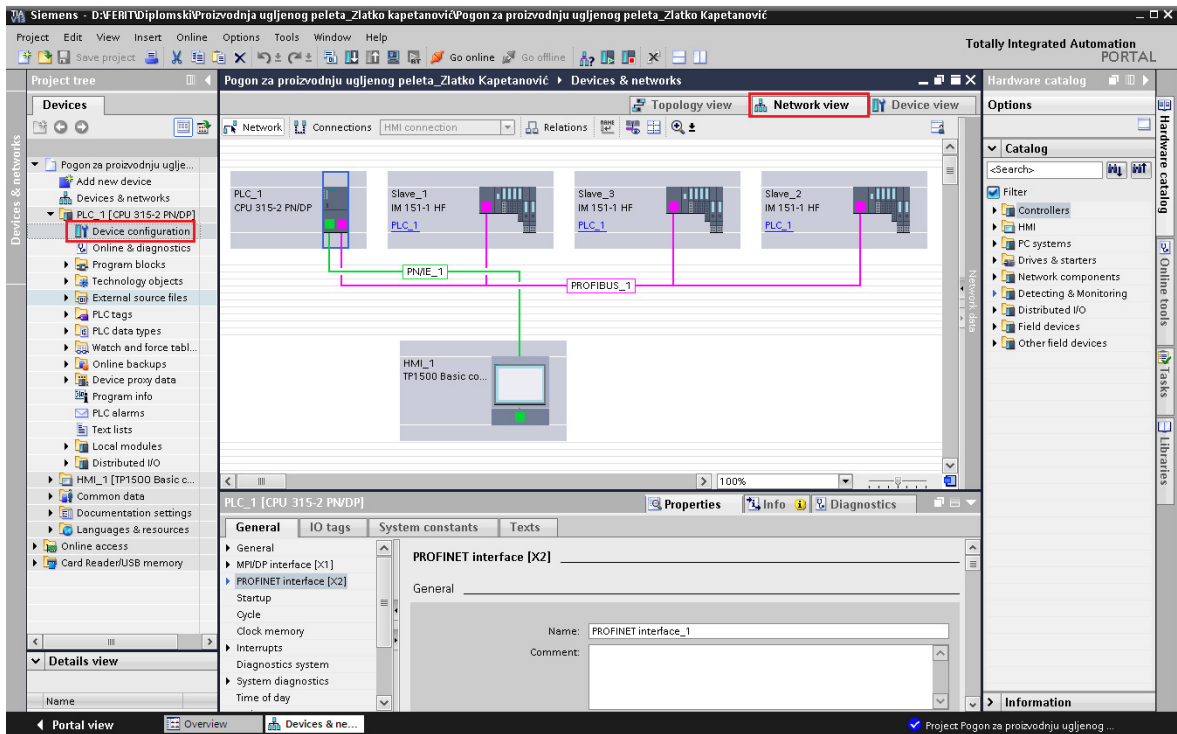 Siemens - D:\FERIT\Diplomski\Proizvodnja ugljenog peleta_Zlatko kapetanović\Pogon za proizvodnju ugljenog peleta_Zlatko Kapetanović
Project Edit View Insert Online Options Tools Window Help
Totally Integrated Automation
PORTAL
Save project
Go online
Go offline
Project tree
Pogon za proizvodnju ugljenog peleta_Zlatko Kapetanović
Devices & networks
Hardware catalog
Devices
Topology view
Network view
Device view
Options
Network
Connections
HMI connection
Relations
Devices & networks
Pogon za proizvodnju uglje...
Add new device
Devices & networks
PLC_1 [CPU 315-2 PN/DP]
Device configuration
Online & diagnostics
Program blocks
Technology objects
External source files
PLC tags
PLC data types
Watch and force tabl...
Online backups
Device proxy data
Program info
PLC alarms
Text lists
Local modules
Distributed I/O
HMI_1 [TP1500 Basic c...
Common data
Documentation settings
Languages & resources
Online access
Card Reader/USB memory
Details view
Name
PLC_1
CPU 315-2 PN/DP
Slave_1
IM 151-1 HF
PLC_1
Slave_3
IM 151-1 HF
PLC_1
Slave_2
IM 151-1 HF
PLC_1
PN/IE_1
PROFIBUS_1
HMI_1
TP1500 Basic co...
Network data
100%
Catalog
<Search>
Filter
Controllers
HMI
PC systems
Drives & starters
Network components
Detecting & Monitoring
Distributed I/O
Field devices
Other field devices
Information
Hardware catalog
Online tools
Tasks
Libraries
PLC_1 [CPU 315-2 PN/DP]
Properties
Info
Diagnostics
General
IO tags
System constants
Texts
General
MPI/DP interface [X1]
PROFINET interface [X2]
Startup
Cycle
Clock memory
Interrupts
Diagnostics system
System diagnostics
Time of day
PROFINET interface [X2]
General
Name: PROFINET interface_1
Comment:
Portal view
Overview
Devices & ne...
Project Pogon za proizvodnju ugljenog ...